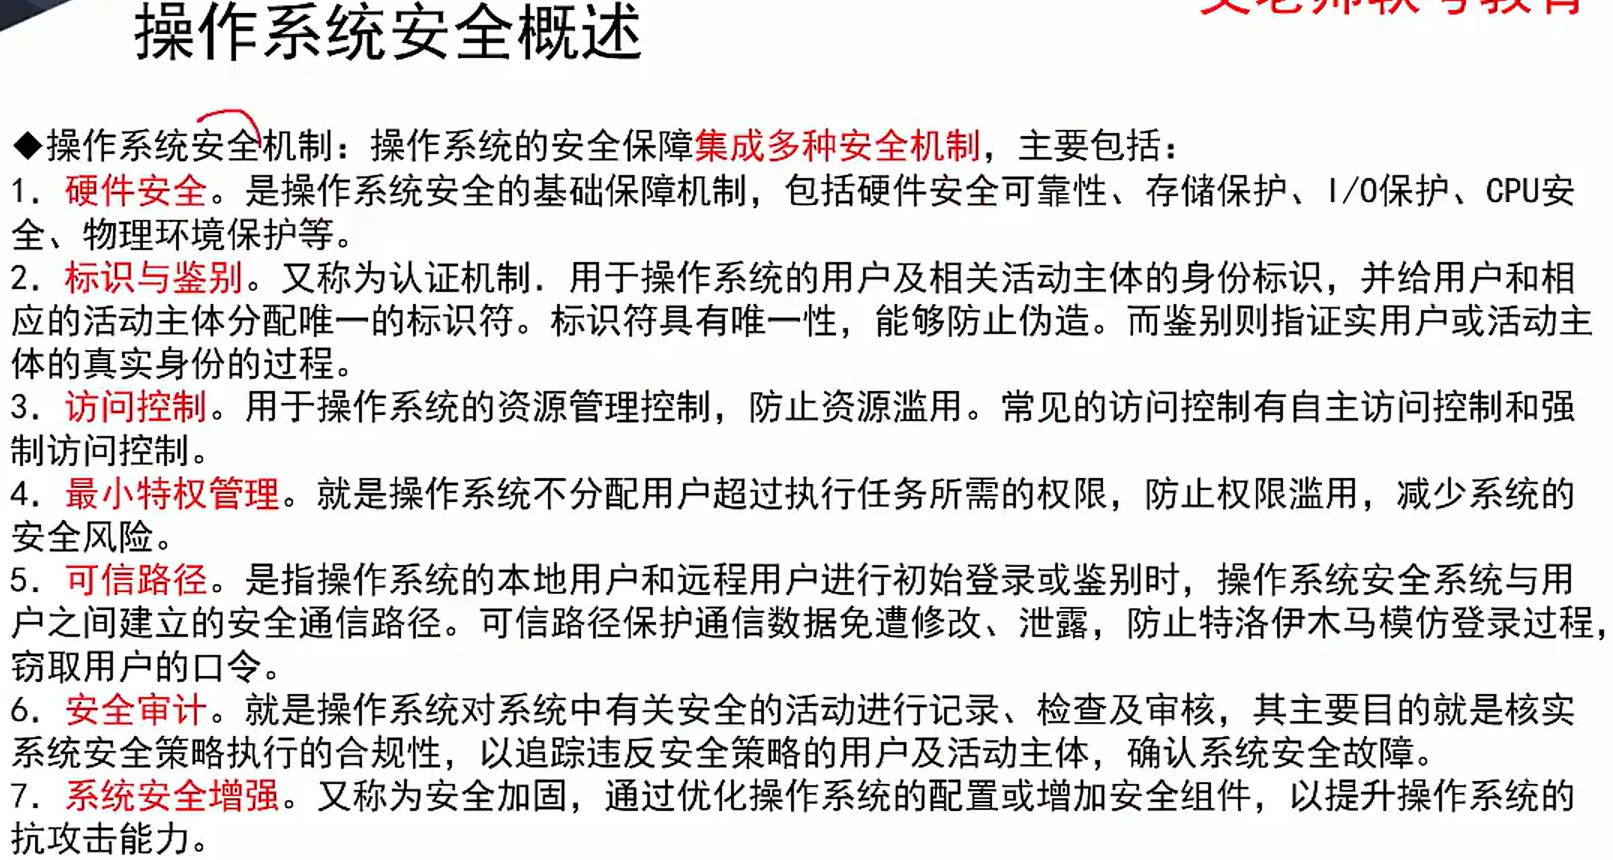 操作系统安全概述
老师软考教育
◆操作系统安全机制：操作系统的安全保障集成多种安全机制，主要包括：
1．硬件安全。是操作系统安全的基础保障机制，包括硬件安全可靠性、存储保护、I/O保护、CPU安
全、物理环境保护等。
2．标识与鉴别。又称为认证机制．用于操作系统的用户及相关活动主体的身份标识，并给用户和相
应的活动主体分配唯一的标识符。标识符具有唯一性，能够防止伪造。而鉴别则指证实用户或活动主
体的真实身份的过程。
3．访问控制。用于操作系统的资源管理控制，防止资源滥用。常见的访问控制有自主访问控制和强
制访问控制。
4．最小特权管理。就是操作系统不分配用户超过执行任务所需的权限，防止权限滥用，减少系统的
安全风险。
5．可信路径。是指操作系统的本地用户和远程用户进行初始登录或鉴别时，操作系统安全系统与用
户之间建立的安全通信路径。可信路径保护通信数据免遭修改、泄露，防止特洛伊木马模仿登录过程，
窃取用户的口令。
6．安全审计。就是操作系统对系统中有关安全的活动进行记录、检查及审核，其主要目的就是核实
系统安全策略执行的合规性，以追踪违反安全策略的用户及活动主体，确认系统安全故障。
7．系统安全增强。又称为安全加固，通过优化操作系统的配置或增加安全组件，以提升操作系统的
抗攻击能力。